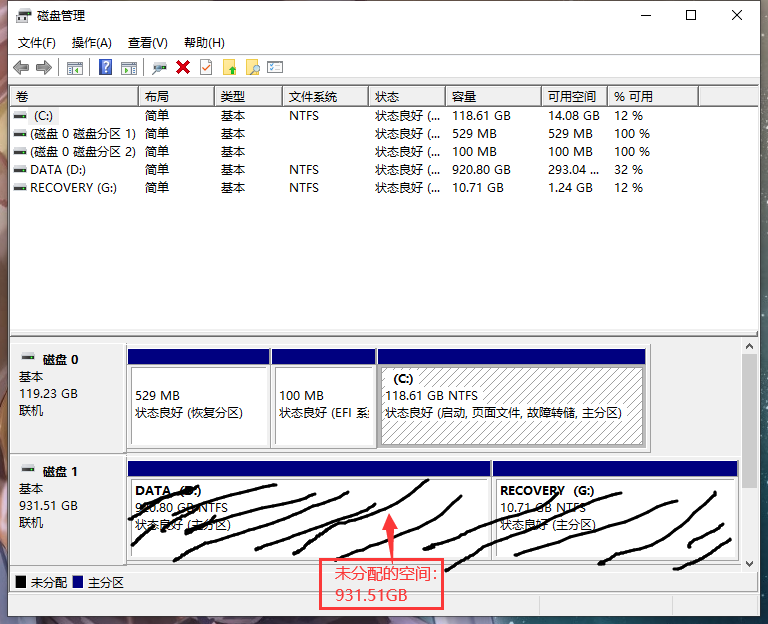 磁盘管理
文件(F) 操作(A) 查看(V) 帮助(H)
卷 布局 类型 文件系统 状态 容量 可用空间 % 可用
(C:) 简单 基本 NTFS 状态良好 (... 118.61 GB 14.08 GB 12 %
(磁盘 0 磁盘分区 1) 简单 基本 状态良好 (... 529 MB 529 MB 100 %
(磁盘 0 磁盘分区 2) 简单 基本 状态良好 (... 100 MB 100 MB 100 %
DATA (D:) 简单 基本 NTFS 状态良好 (... 920.80 GB 293.04 ... 32 %
RECOVERY (G:) 简单 基本 NTFS 状态良好 (... 10.71 GB 1.24 GB 12 %
磁盘 0
基本
119.23 GB
联机
529 MB
状态良好 (恢复分区)
100 MB
状态良好 (EFI 系
(C:)
118.61 GB NTFS
状态良好 (启动, 页面文件, 故障转储, 主分区)
磁盘 1
基本
931.51 GB
联机
DATA (D:)
920.80 GB NTFS
状态良好 (主分区)
RECOVERY (G:)
10.71 GB NTFS
状态良好 (主分区)
未分配的空间:
931.51GB
未分配 主分区